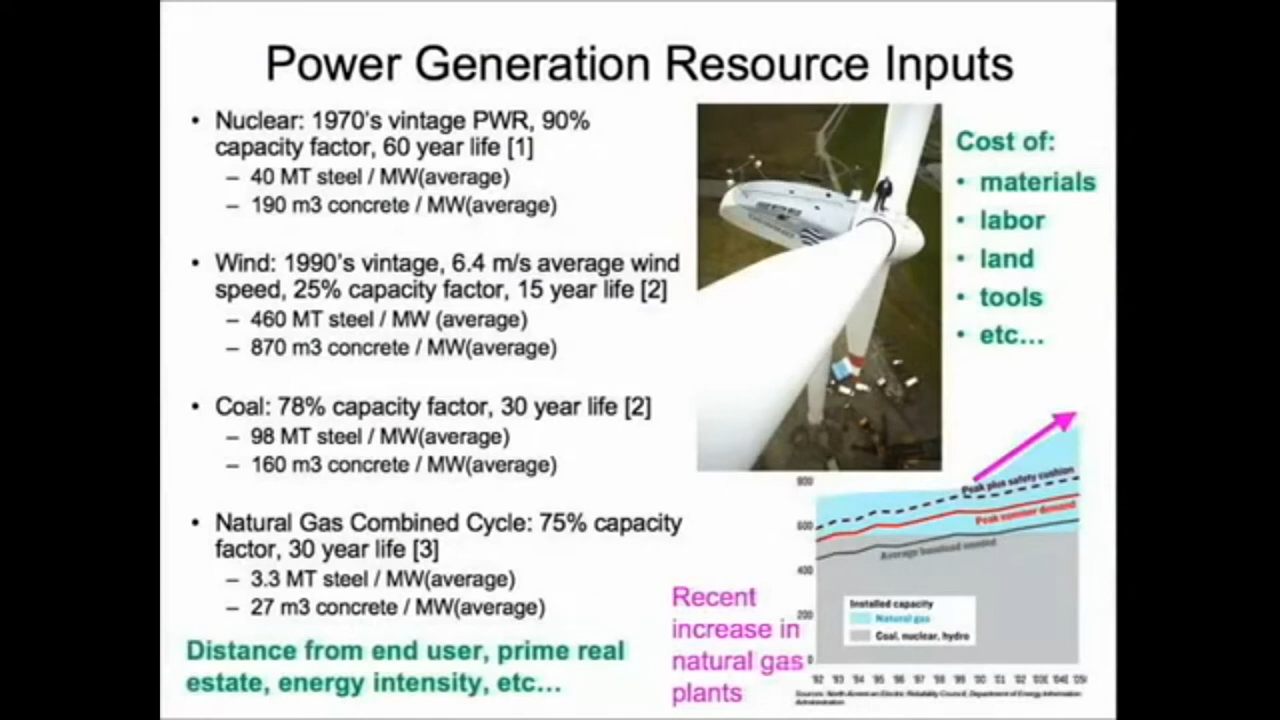 Power Generation Resource Inputs
• Nuclear: 1970's vintage PWR, 90%
capacity factor, 60 year life [1]
– 40 MT steel / MW(average)
– 190 m3 concrete / MW(average)
• Wind: 1990's vintage, 6.4 m/s average wind
speed, 25% capacity factor, 15 year life [2]
– 460 MT steel / MW (average)
– 870 m3 concrete / MW(average)
• Coal: 78% capacity factor, 30 year life [2]
– 98 MT steel / MW(average)
– 160 m3 concrete / MW(average)
• Natural Gas Combined Cycle: 75% capacity
factor, 30 year life [3]
– 3.3 MT steel / MW(average)
– 27 m3 concrete / MW(average)
Distance from end user, prime real
estate, energy intensity, etc…
Cost of:
• materials
• labor
• land
• tools
• etc…
Recent
increase in
natural gas
plants
800
600
400
200
0
Peak plus safety cushion
Peak summer demand
Average baseload needed
Installed capacity
Natural gas
Coal, nuclear, hydro
'92 '93 '94 '95 '96 '97 '98 '99 '00 '01 '02 '03E '04E '05E
Sources: North American Electric Reliability Council, Department of Energy Information
Administration